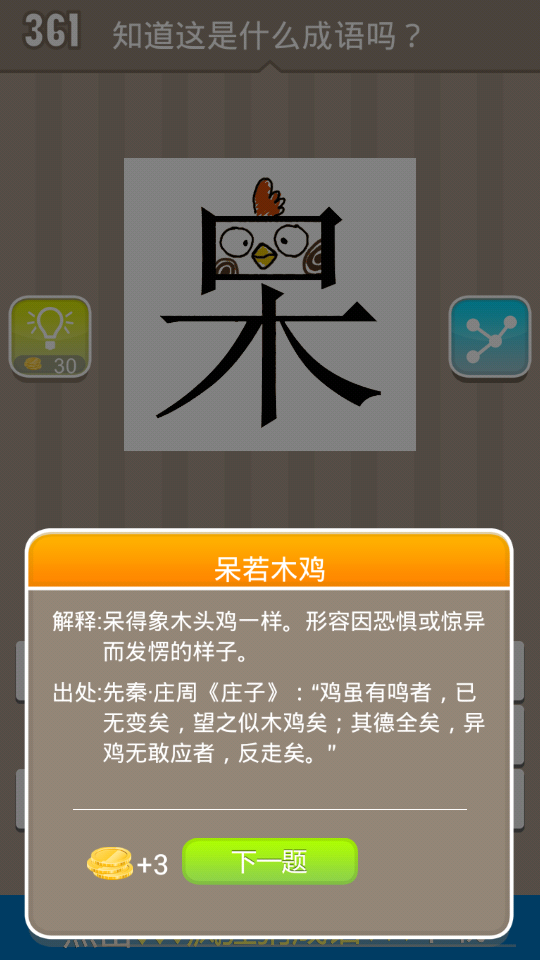 361
知道这是什么成语吗？
呆
30
呆若木鸡
解释:呆得象木头鸡一样。形容因恐惧或惊异
而发愣的样子。
出处:先秦·庄周《庄子》：“鸡虽有鸣者，已
无变矣，望之似木鸡矣；其德全矣，异
鸡无敢应者，反走矣。”
+3
下一题